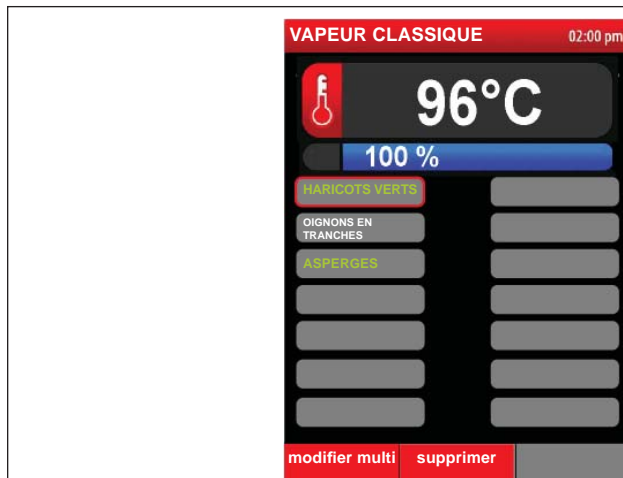 VAPEUR CLASSIQUE 02:00 pm
96°C
100 %
HARICOTS VERTS
OIGNONS EN
TRANCHES
ASPERGES
modifier multi supprimer